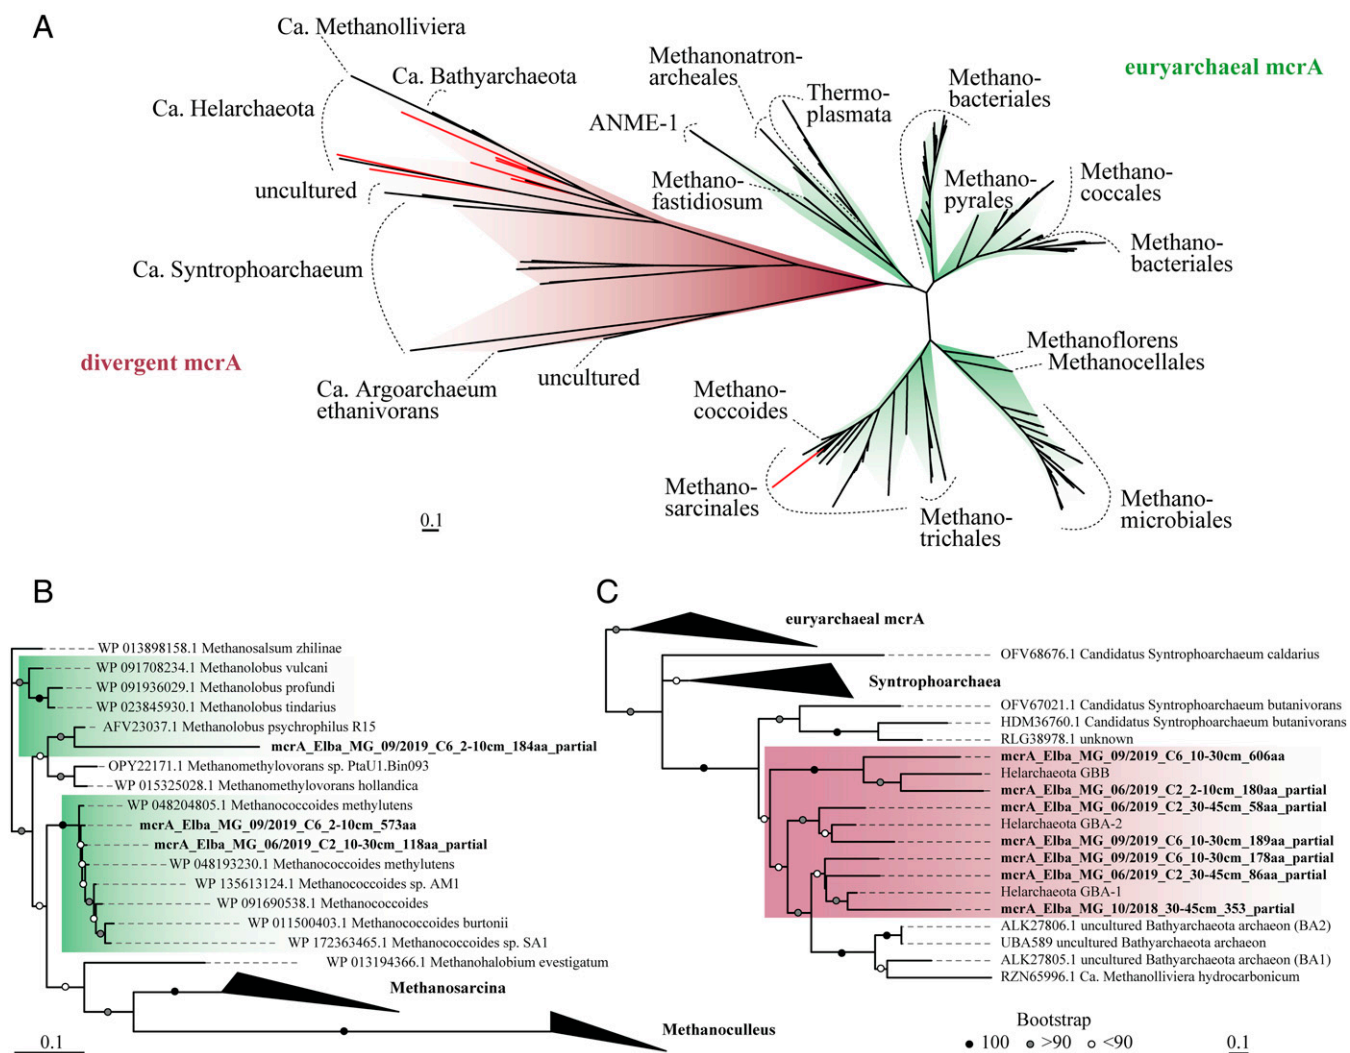 A
Ca. Methanolliviera
Ca. Bathyarchaeota
Ca. Helarchaeota
uncultured
Ca. Syntrophoarchaeum
divergent mcrA
Ca. Argoarchaeum
ethanivorans
uncultured
ANME-1
Methanonatron-
archeales
Thermo-
plasmata
Methano-
fastidiosum
Methano-
bacteriales
euryarchaeal mcrA
Methano-
pyrales
Methano-
coccales
Methano-
bacteriales
Methanoflorens
Methanocellales
Methano-
coccoides
Methano-
sarcinales
Methano-
trichales
Methano-
microbiales
0.1
B
WP 013898158.1 Methanosalsum zhilinae
WP 091708234.1 Methanolobus vulcani
WP 091936029.1 Methanolobus profundi
WP 023845930.1 Methanolobus tindarius
AFV23037.1 Methanolobus psychrophilus R15
mcrA_Elba_MG_09/2019_C6_2-10cm_184aa_partial
OPY22171.1 Methanomethylovorans sp. PtaU1.Bin093
WP 015325028.1 Methanomethylovorans hollandica
WP 048204805.1 Methanococcoides methylutens
mcrA_Elba_MG_09/2019_C6_2-10cm_573aa
mcrA_Elba_MG_06/2019_C2_10-30cm_118aa_partial
WP 048193230.1 Methanococcoides methylutens
WP 135613124.1 Methanococcoides sp. AM1
WP 091690538.1 Methanococcoides
WP 011500403.1 Methanococcoides burtonii
WP 172363465.1 Methanococcoides sp. SA1
WP 013194366.1 Methanohalobium evestigatum
Methanosarcina
Methanoculleus
0.1
C
euryarchaeal mcrA
OFV68676.1 Candidatus Syntrophoarchaeum caldarius
Syntrophoarchaea
OFV67021.1 Candidatus Syntrophoarchaeum butanivorans
HDM36760.1 Candidatus Syntrophoarchaeum butanivorans
RLG38978.1 unknown
mcrA_Elba_MG_09/2019_C6_10-30cm_606aa
Helarchaeota GBB
mcrA_Elba_MG_06/2019_C2_2-10cm_180aa_partial
mcrA_Elba_MG_06/2019_C2_30-45cm_58aa_partial
Helarchaeota GBA-2
mcrA_Elba_MG_09/2019_C6_10-30cm_189aa_partial
mcrA_Elba_MG_09/2019_C6_10-30cm_178aa_partial
mcrA_Elba_MG_06/2019_C2_30-45cm_86aa_partial
Helarchaeota GBA-1
mcrA_Elba_MG_10/2018_30-45cm_353_partial
ALK27806.1 uncultured Bathyarchaeota archaeon (BA2)
UBA589 uncultured Bathyarchaeota archaeon
ALK27805.1 uncultured Bathyarchaeota archaeon (BA1)
RZN65996.1 Ca. Methanolliviera hydrocarbonicum
Bootstrap
100 >90 <90
0.1